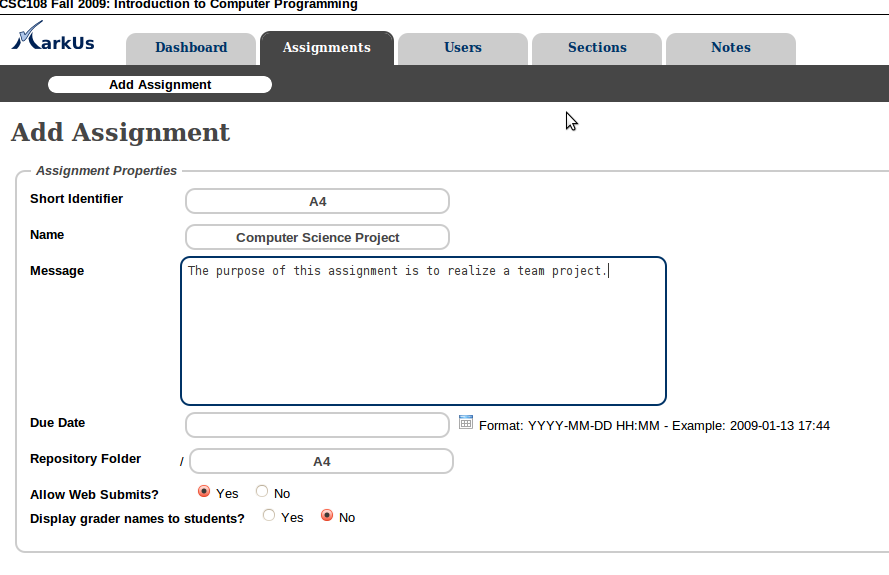 CSC108 Fall 2009: Introduction to Computer Programming
MarkUs
Dashboard Assignments Users Sections Notes
Add Assignment
Add Assignment
Assignment Properties
Short Identifier A4
Name Computer Science Project
Message The purpose of this assignment is to realize a team project.
Due Date Format: YYYY-MM-DD HH:MM - Example: 2009-01-13 17:44
Repository Folder / A4
Allow Web Submits? Yes No
Display grader names to students? Yes No